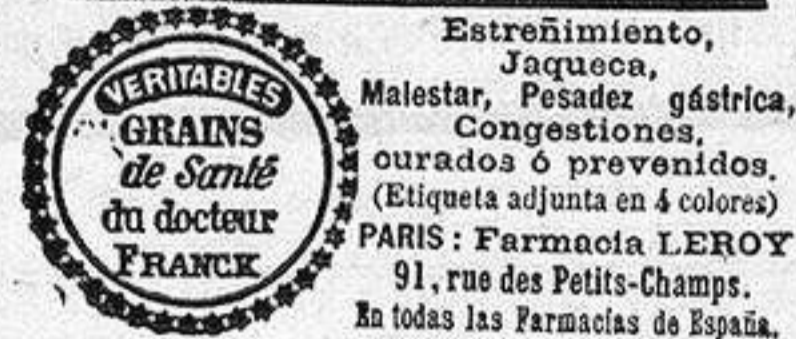 VERITABLES
GRAINS
de Santé
du docteur
FRANCK
Estreñimiento,
Jaqueca,
Malestar, Pesadez gástrica,
Congestiones,
curados ó prevenidos.
(Etiqueta adjunta en 4 colores)
PARIS : Farmacia LEROY
91, rue des Petits-Champs.
En todas las Farmacias de España.